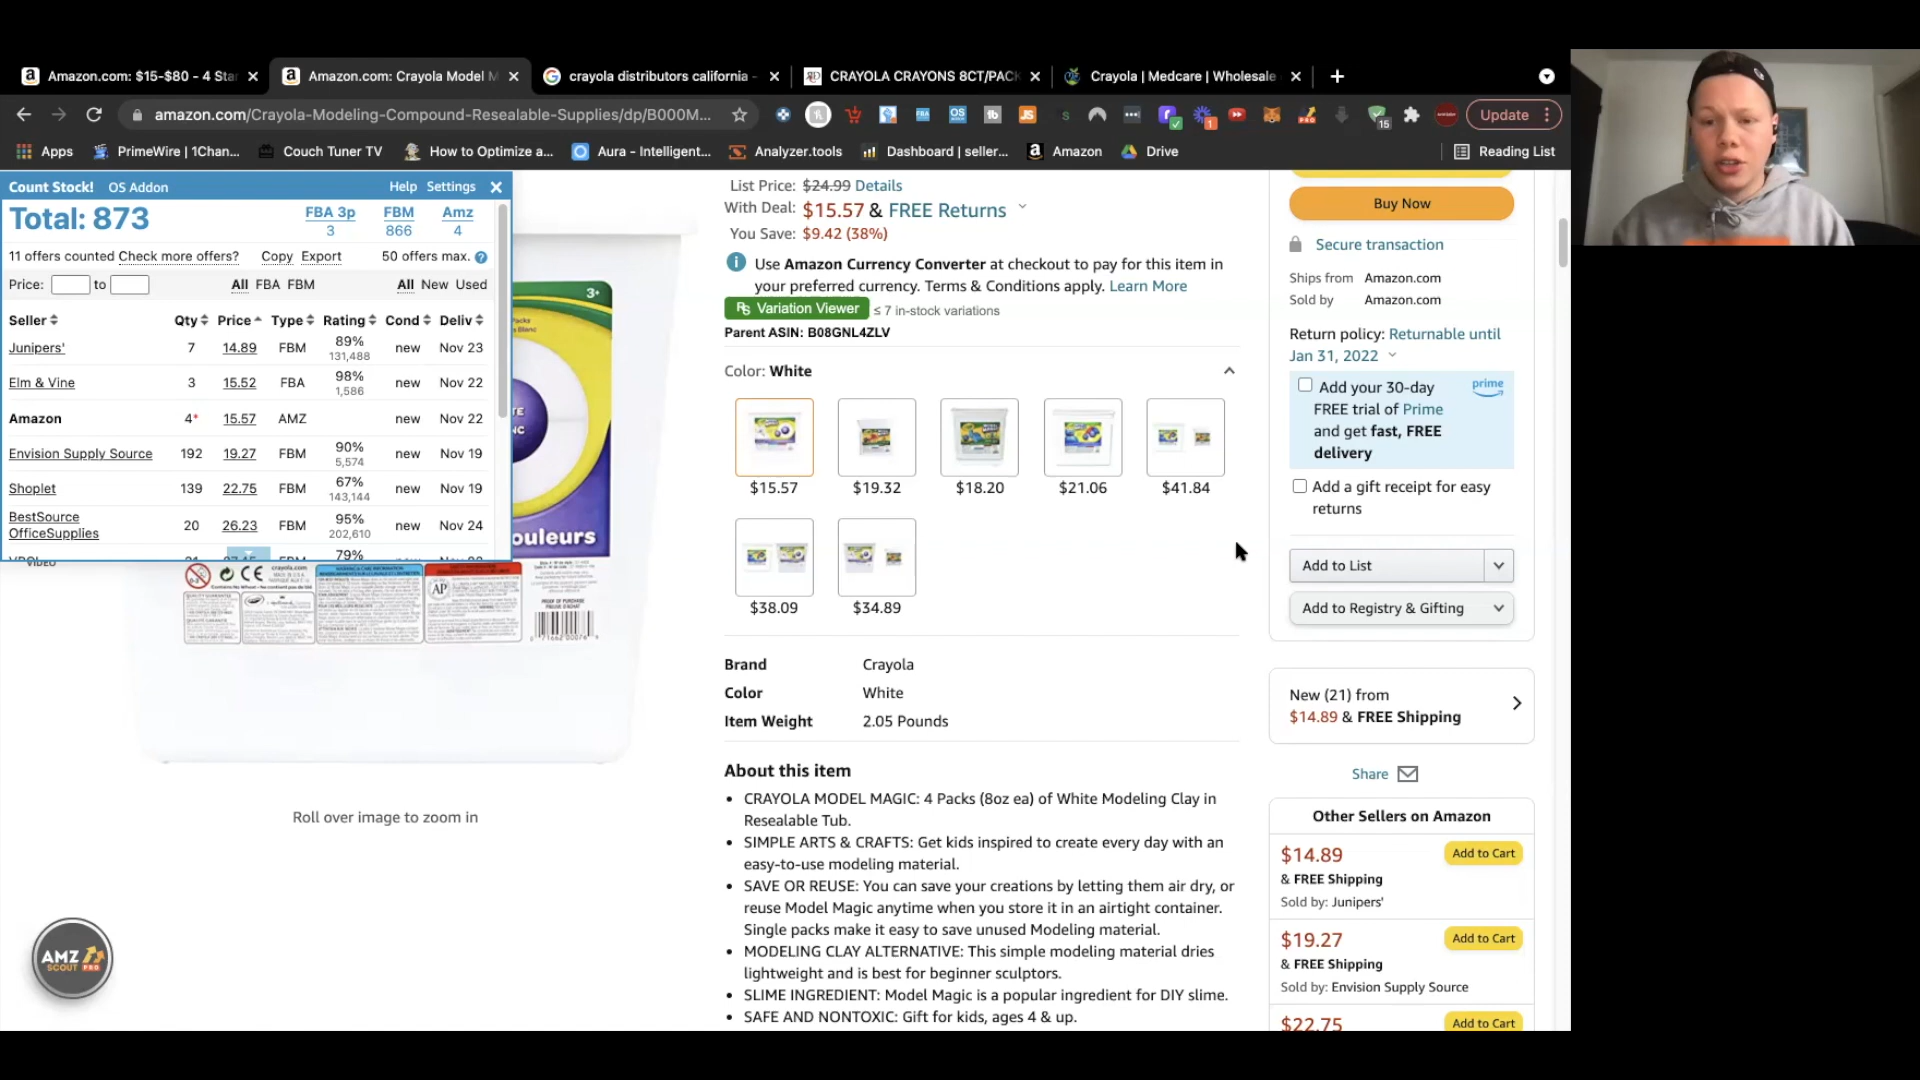 Amazon.com: $15-$80 - 4 Star
Amazon.com: Crayola Model M
crayola distributors california -
CRAYOLA CRAYONS 8CT/PACK
Crayola | Medcare | Wholesale
amazon.com/Crayola-Modeling-Compound-Resealable-Supplies/dp/B000M...
Update
Apps
PrimeWire | 1Chan...
Couch Tuner TV
How to Optimize a...
Aura - Intelligent...
Analyzer.tools
Dashboard | seller...
Amazon
Drive
Reading List
Count Stock! OS Addon Help Settings
Total: 873
FBA 3p 3
FBM 866
Amz 4
11 offers counted Check more offers? Copy Export 50 offers max.
Price: to All FBA FBM All New Used
Seller Qty Price Type Rating Cond Deliv
Junipers' 7 14.89 FBM 89% 131,488 new Nov 23
Elm & Vine 3 15.52 FBA 98% 1,586 new Nov 22
Amazon 4* 15.57 AMZ new Nov 22
Envision Supply Source 192 19.27 FBM 90% 5,574 new Nov 19
Shoplet 139 22.75 FBM 67% 143,144 new Nov 19
BestSource OfficeSupplies 20 26.23 FBM 95% 202,610 new Nov 24
79%
VIDEO
3+
ouleurs
crayola.com
AP
Roll over image to zoom in
AMZ
SCOUT PRO
List Price: $24.99 Details
With Deal: $15.57 & FREE Returns
You Save: $9.42 (38%)
Use Amazon Currency Converter at checkout to pay for this item in
your preferred currency. Terms & Conditions apply. Learn More
Variation Viewer ≤ 7 in-stock variations
Parent ASIN: B08GNL4ZLV
Color: White
$15.57 $19.32 $18.20 $21.06 $41.84
$38.09 $34.89
Brand Crayola
Color White
Item Weight 2.05 Pounds
About this item
• CRAYOLA MODEL MAGIC: 4 Packs (8oz ea) of White Modeling Clay in
Resealable Tub.
• SIMPLE ARTS & CRAFTS: Get kids inspired to create every day with an
easy-to-use modeling material.
• SAVE OR REUSE: You can save your creations by letting them air dry, or
reuse Model Magic anytime when you store it in an airtight container.
Single packs make it easy to save unused Modeling material.
• MODELING CLAY ALTERNATIVE: This simple modeling material dries
lightweight and is best for beginner sculptors.
• SLIME INGREDIENT: Model Magic is a popular ingredient for DIY slime.
• SAFE AND NONTOXIC: Gift for kids, ages 4 & up.
Buy Now
Secure transaction
Ships from Amazon.com
Sold by Amazon.com
Return policy: Returnable until
Jan 31, 2022
Add your 30-day prime
FREE trial of Prime
and get fast, FREE
delivery
Add a gift receipt for easy
returns
Add to List
Add to Registry & Gifting
New (21) from
$14.89 & FREE Shipping
Share
Other Sellers on Amazon
$14.89 Add to Cart
& FREE Shipping
Sold by: Junipers'
$19.27 Add to Cart
& FREE Shipping
Sold by: Envision Supply Source
$22.75 Add to Cart